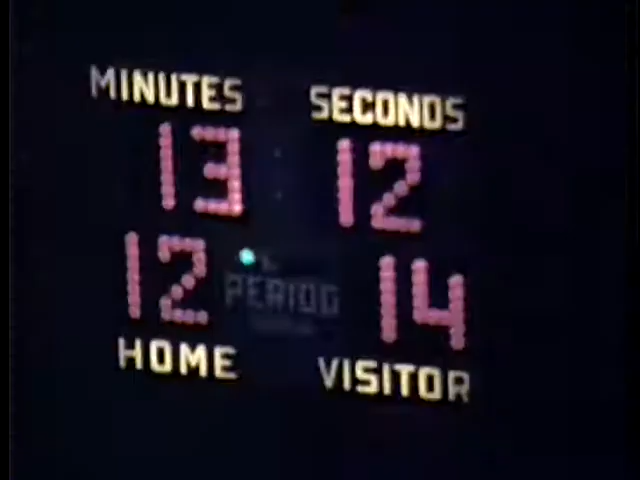 MINUTES SECONDS
13 12
12 PERIOD 14
HOME VISITOR